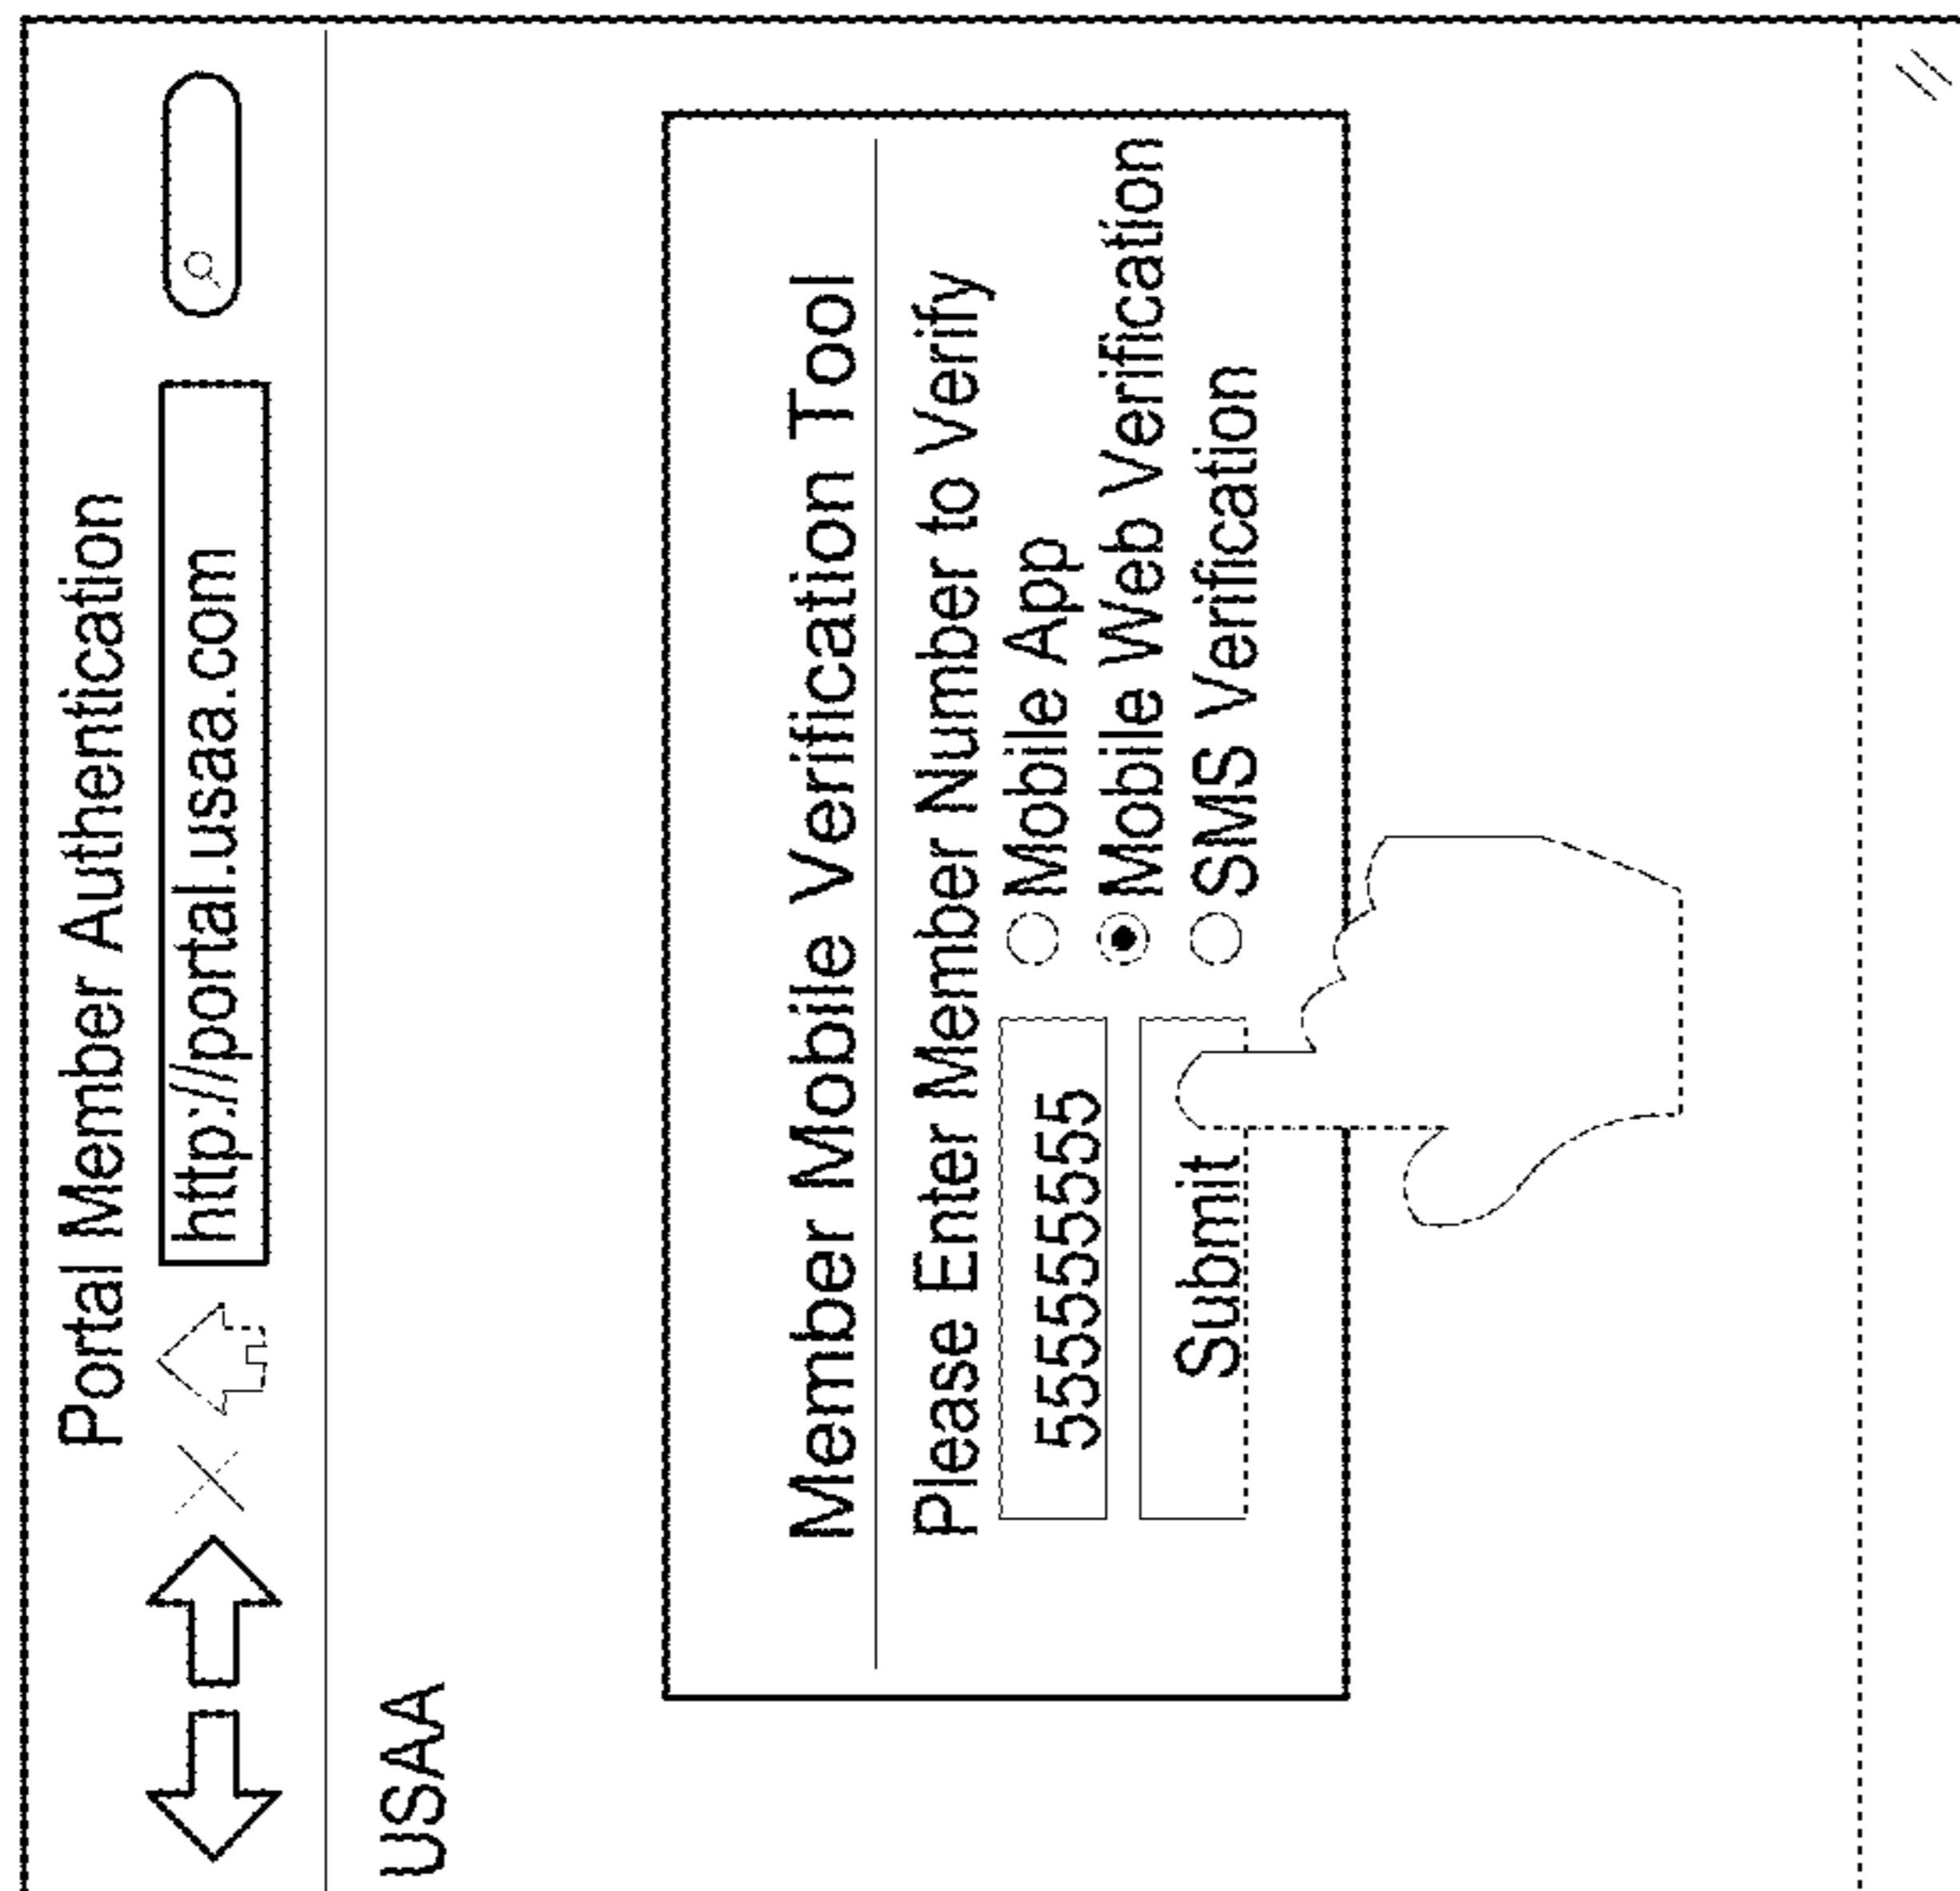 Portal Member Authentication
http://portal.usaa.com
USAA
Member Mobile Verification Tool
Please Enter Member Number to Verify
555555555
Mobile App
Mobile Web Verification
Submit
SMS Verification